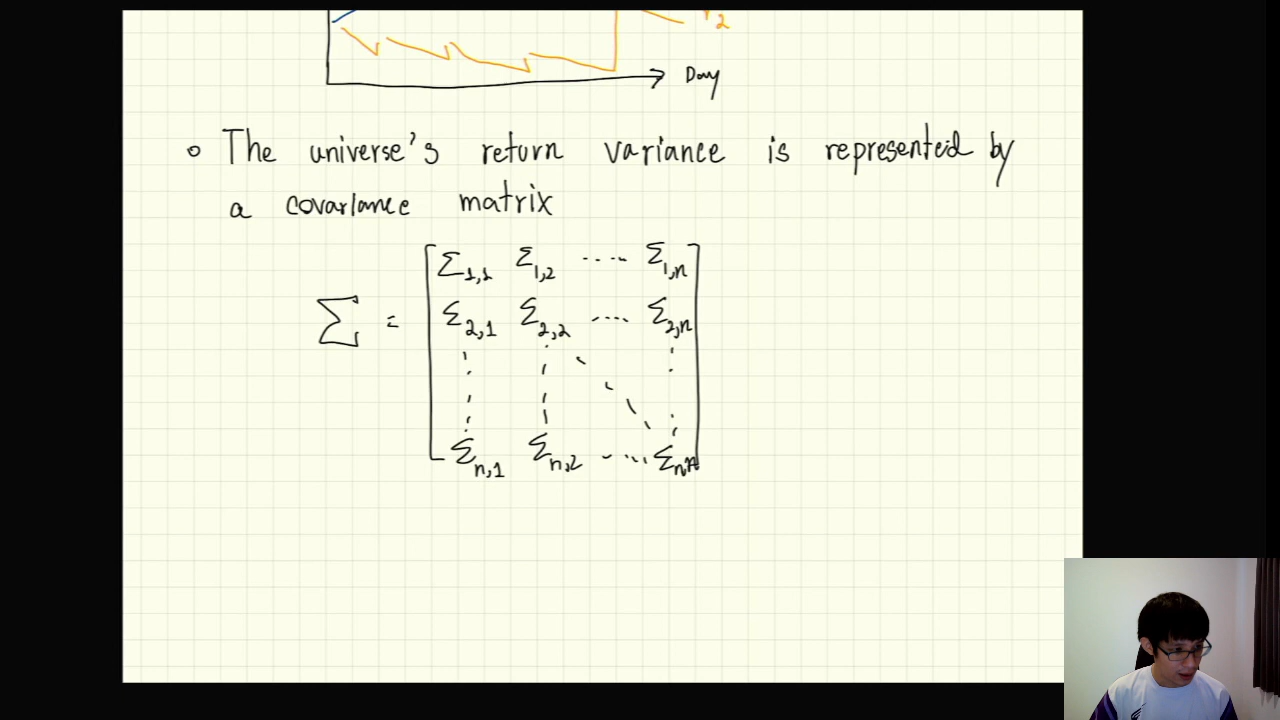 r2
Day
• The universe's return variance is represented by
a covariance matrix
Σ = [ Σ1,1 Σ1,2 ..... Σ1,n
Σ2,1 Σ2,2 ..... Σ2,n
Σn,1 Σn,2 ..... Σn,n ]